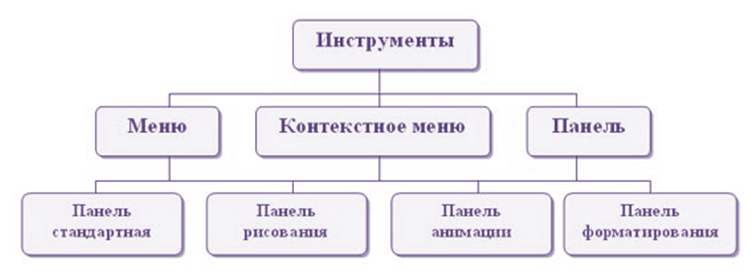 Инструменты
Меню
Контекстное меню
Панель
Панель
стандартная
Панель
рисования
Панель
анимации
Панель
форматирования